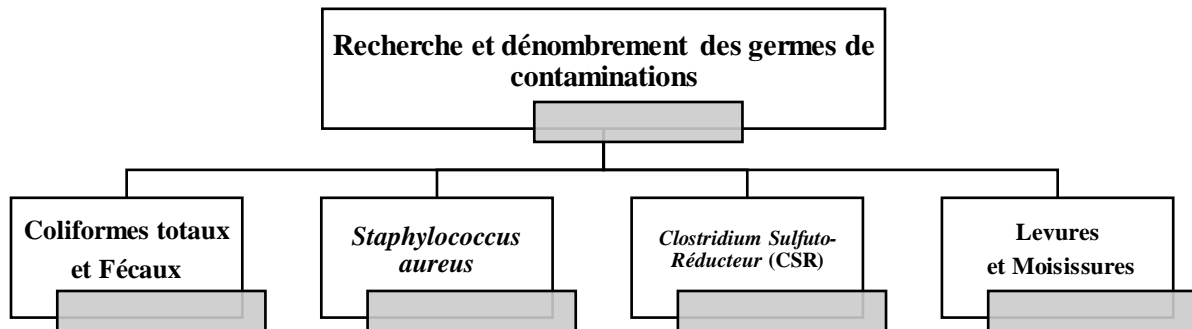 Recherche et dénombrement des germes de
contaminations
Coliformes totaux
et Fécaux
Staphylococcus
aureus
Clostridium Sulfuto-
Réducteur (CSR)
Levures
et Moisissures